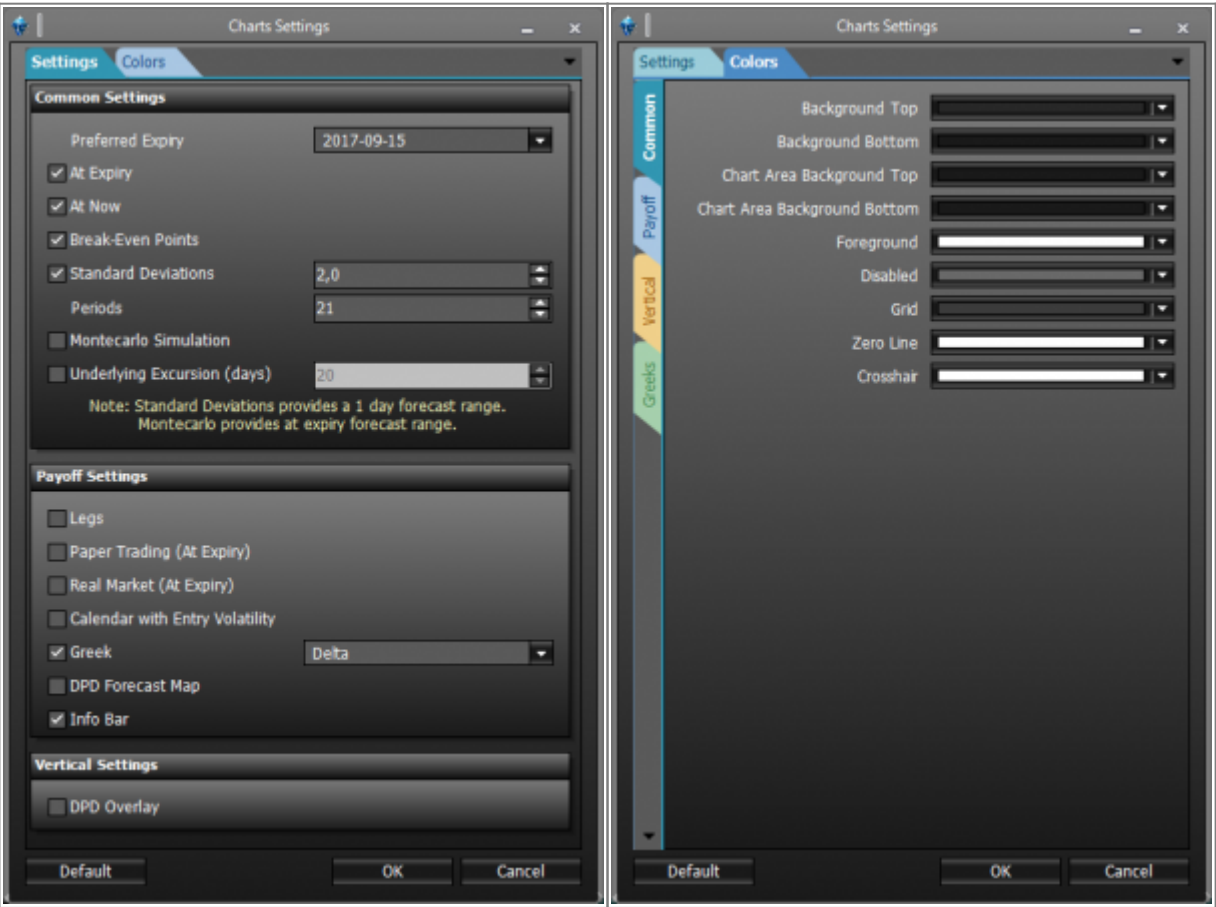 Charts Settings
Settings Colors
Common Settings
Preferred Expiry 2017-09-15
At Expiry
At Now
Break-Even Points
Standard Deviations 2,0
Periods 21
Montecarlo Simulation
Underlying Excursion (days) 20
Note: Standard Deviations provides a 1 day forecast range.
Montecarlo provides at expiry forecast range.
Payoff Settings
Legs
Paper Trading (At Expiry)
Real Market (At Expiry)
Calendar with Entry Volatility
Greek Delta
DPD Forecast Map
Info Bar
Vertical Settings
DPD Overlay
Default OK Cancel
Charts Settings
Settings Colors
Common
Payoff
Vertical
Greeks
Background Top
Background Bottom
Chart Area Background Top
Chart Area Background Bottom
Foreground
Disabled
Grid
Zero Line
Crosshair
Default OK Cancel